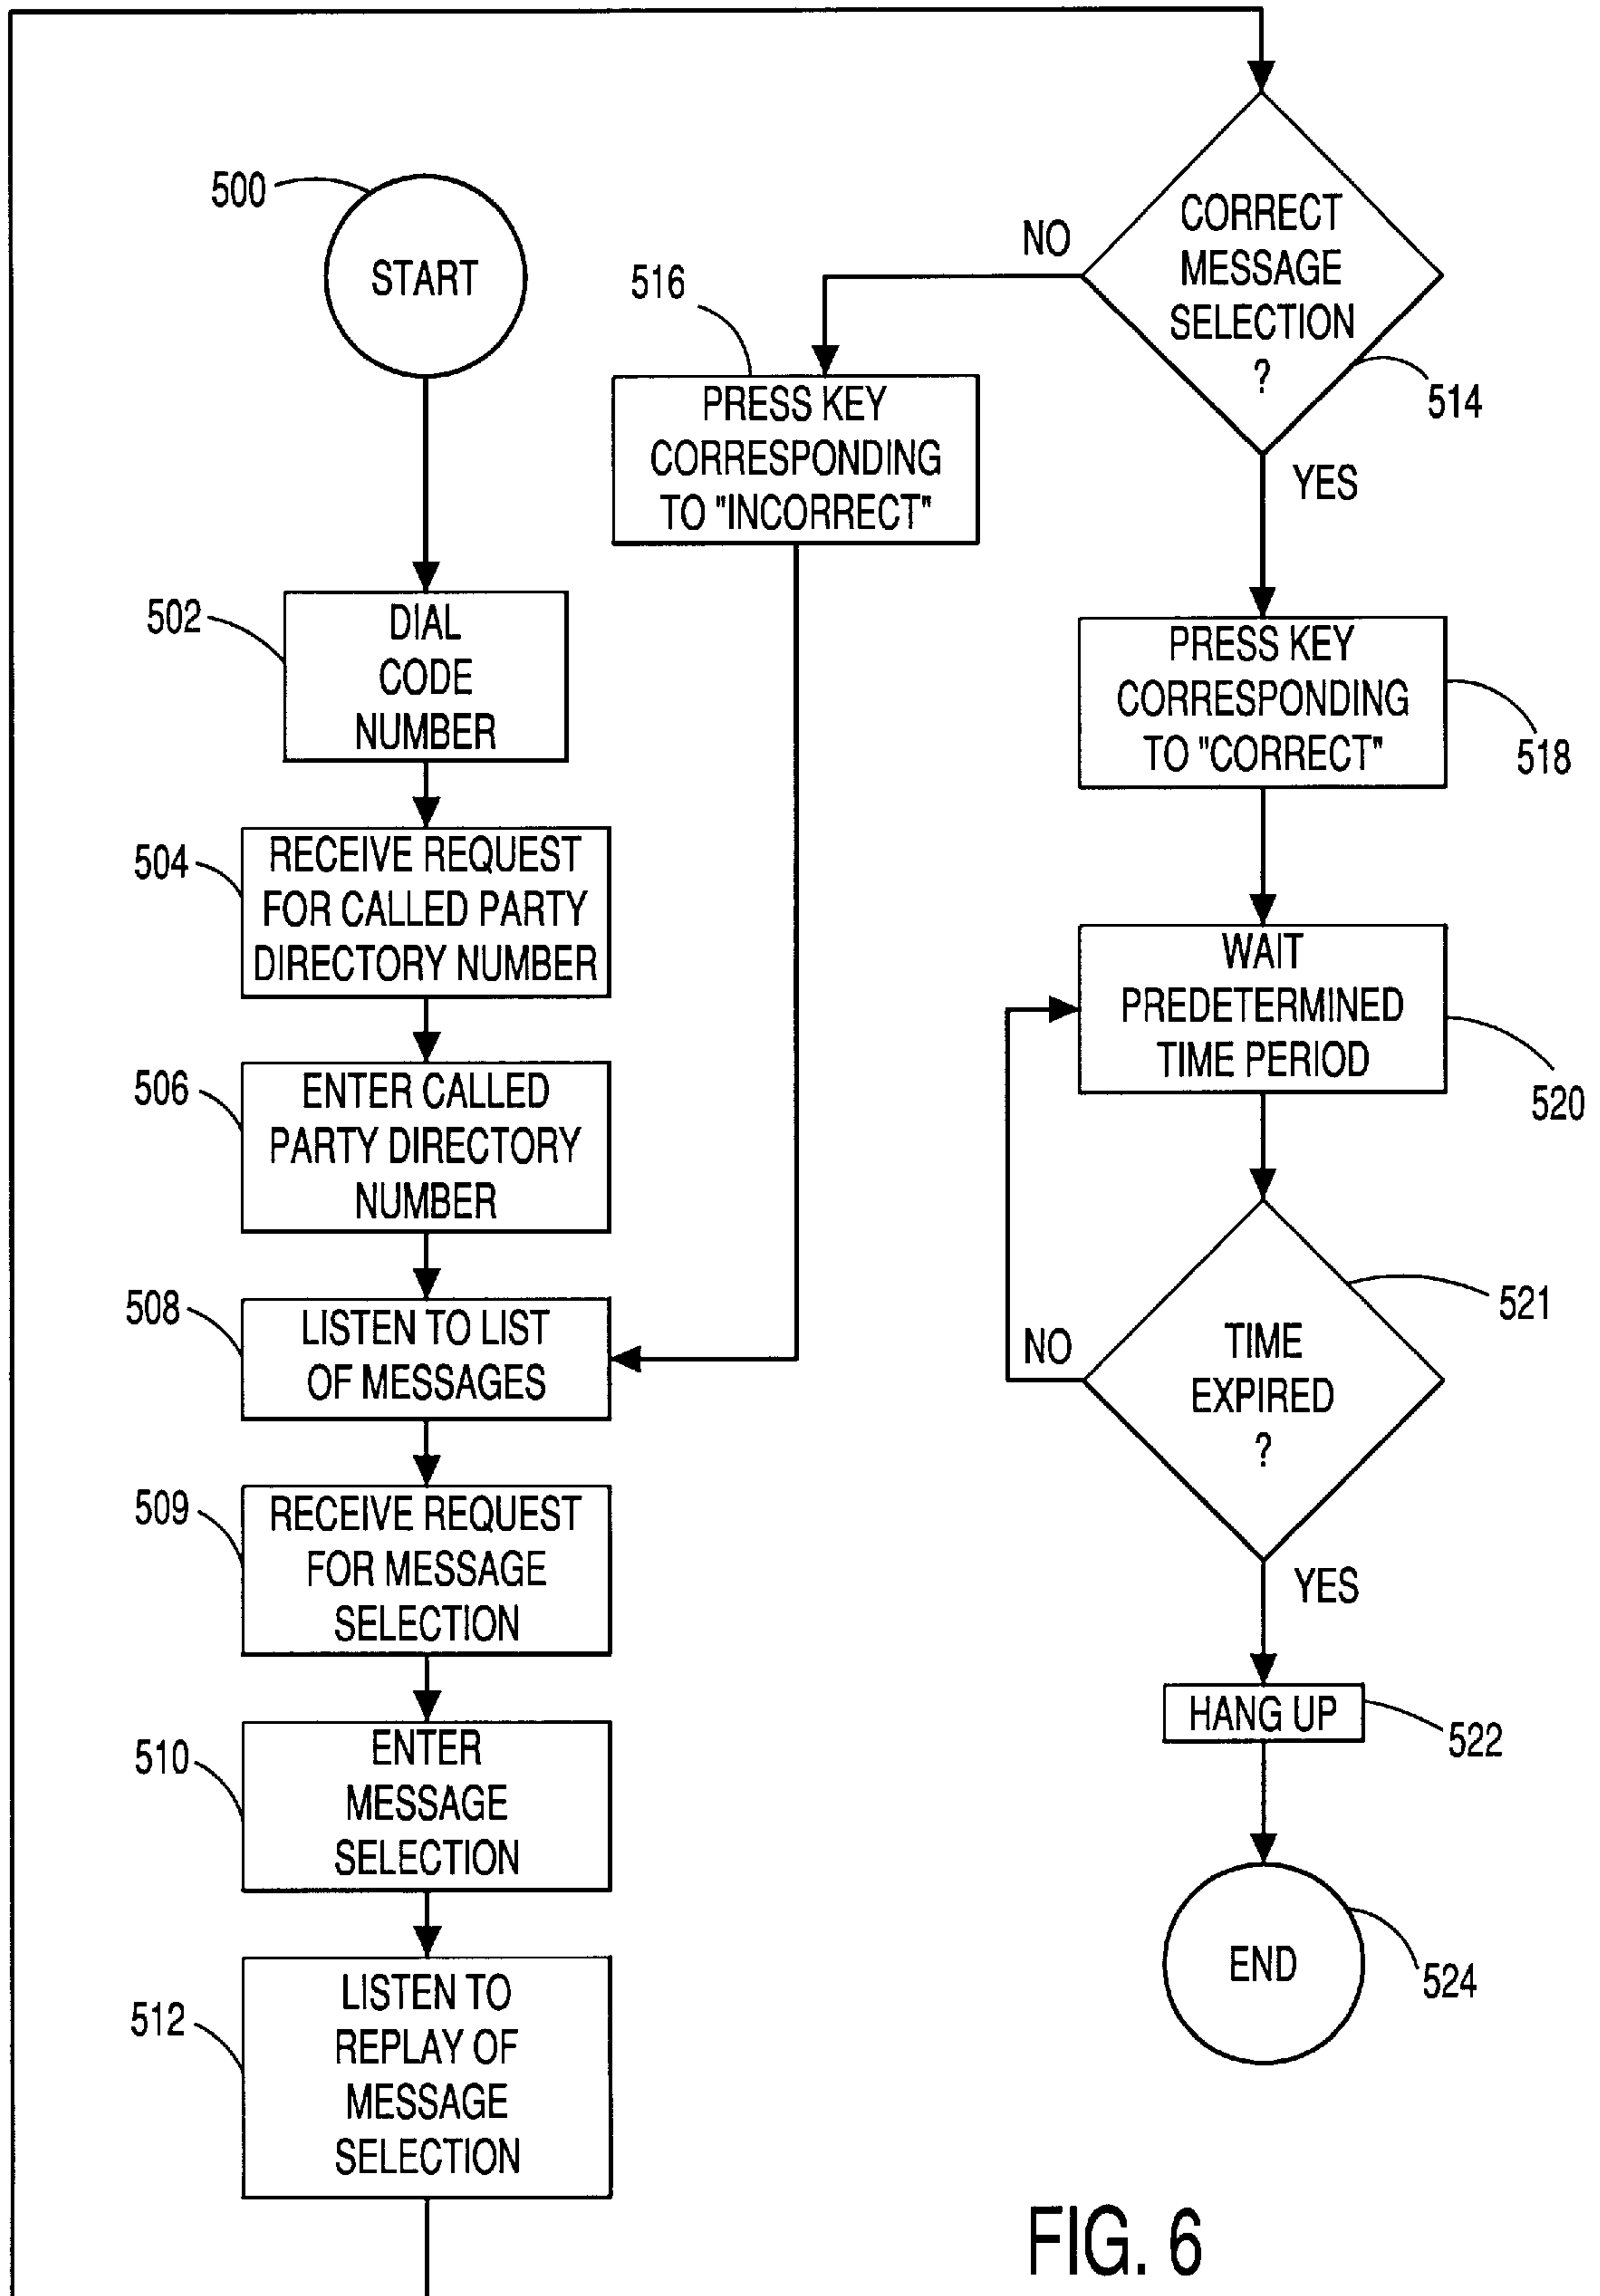 500
START
502
DIAL
CODE
NUMBER
504
RECEIVE REQUEST
FOR CALLED PARTY
DIRECTORY NUMBER
506
ENTER CALLED
PARTY DIRECTORY
NUMBER
508
LISTEN TO LIST
OF MESSAGES
509
RECEIVE REQUEST
FOR MESSAGE
SELECTION
510
ENTER
MESSAGE
SELECTION
512
LISTEN TO
REPLAY OF
MESSAGE
SELECTION
CORRECT
MESSAGE
SELECTION
?
514
NO
516
PRESS KEY
CORRESPONDING
TO "INCORRECT"
YES
PRESS KEY
CORRESPONDING
TO "CORRECT"
518
WAIT
PREDETERMINED
TIME PERIOD
520
TIME
EXPIRED
?
521
NO
YES
HANG UP
522
END
524
FIG. 6